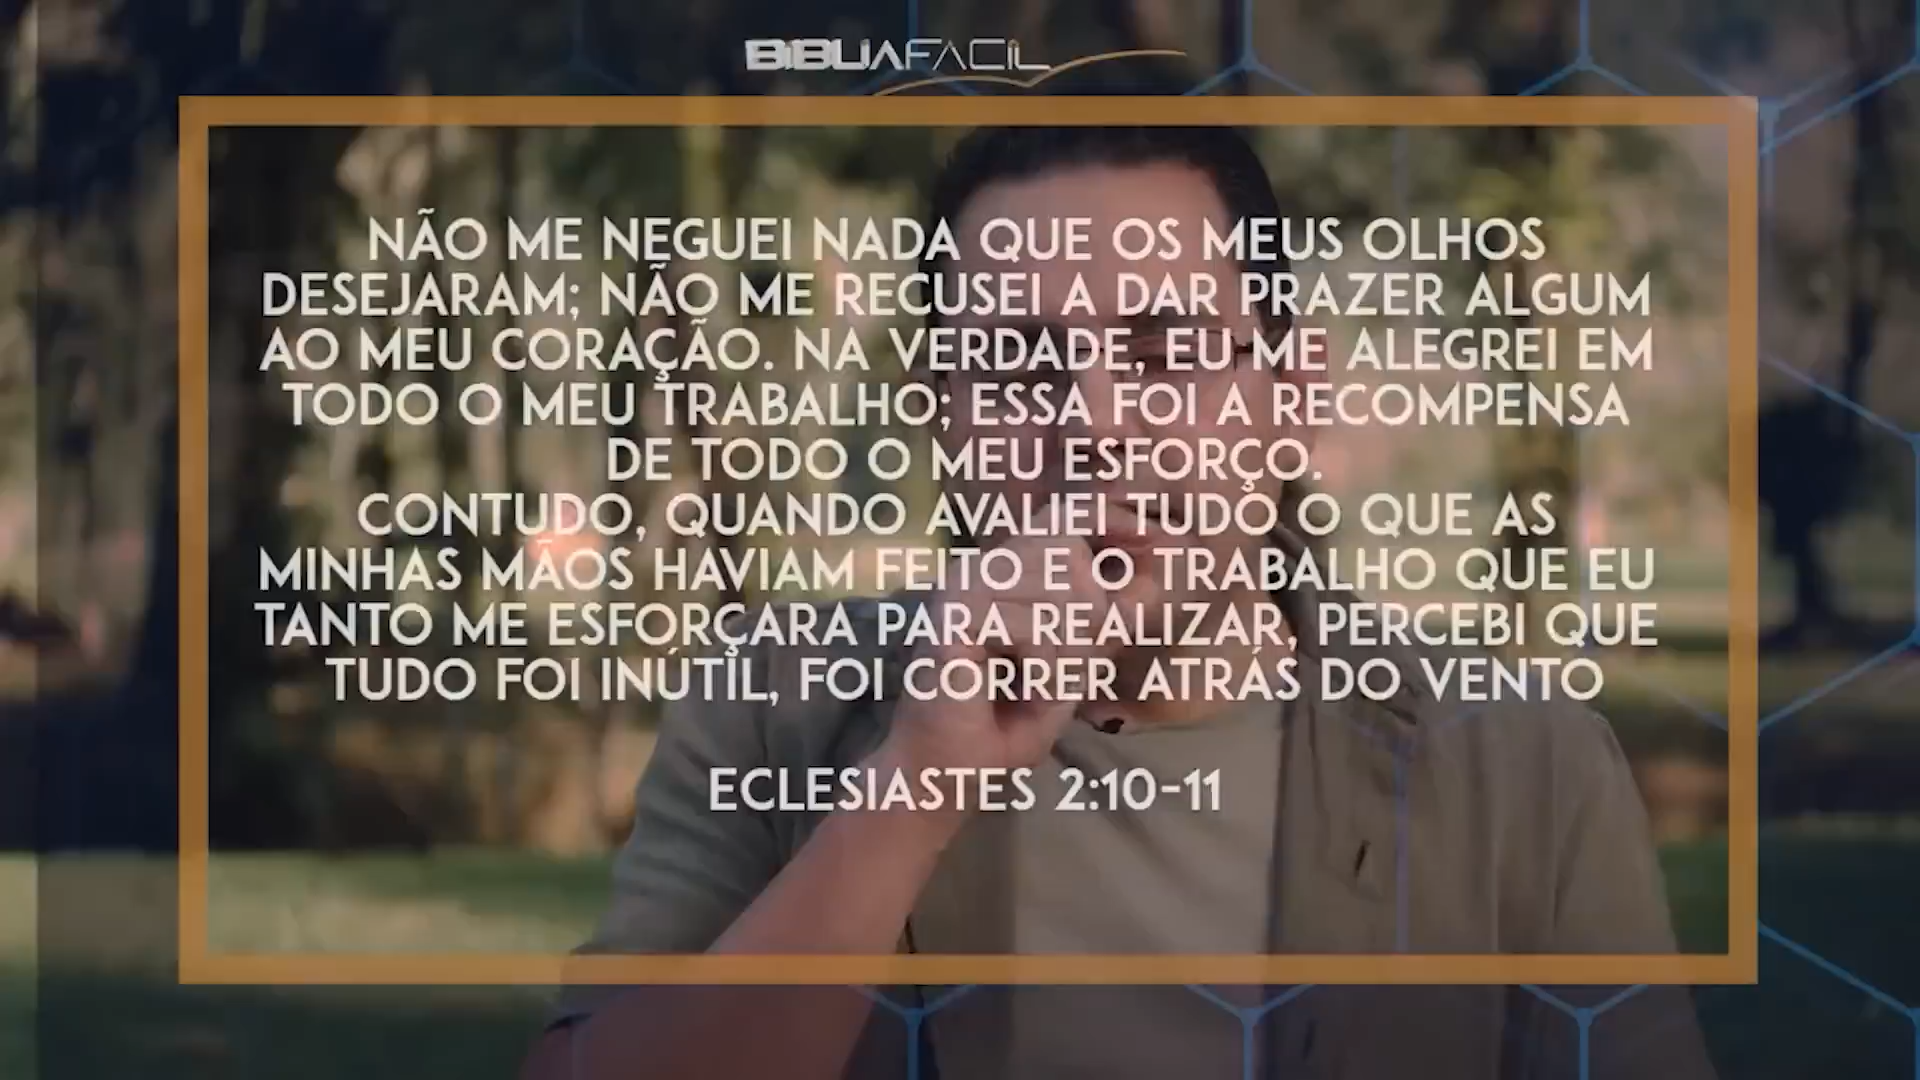 BIBLIAFACIL
NÃO ME NEGUEI NADA QUE OS MEUS OLHOS
DESEJARAM; NÃO ME RECUSEI A DAR PRAZER ALGUM
AO MEU CORAÇÃO. NA VERDADE, EU ME ALEGREI EM
TODO O MEU TRABALHO; ESSA FOI A RECOMPENSA
DE TODO O MEU ESFORÇO.
CONTUDO, QUANDO AVALIEI TUDO O QUE AS
MINHAS MÃOS HAVIAM FEITO E O TRABALHO QUE EU
TANTO ME ESFORÇARA PARA REALIZAR, PERCEBI QUE
TUDO FOI INÚTIL, FOI CORRER ATRÁS DO VENTO
ECLESIASTES 2:10-11